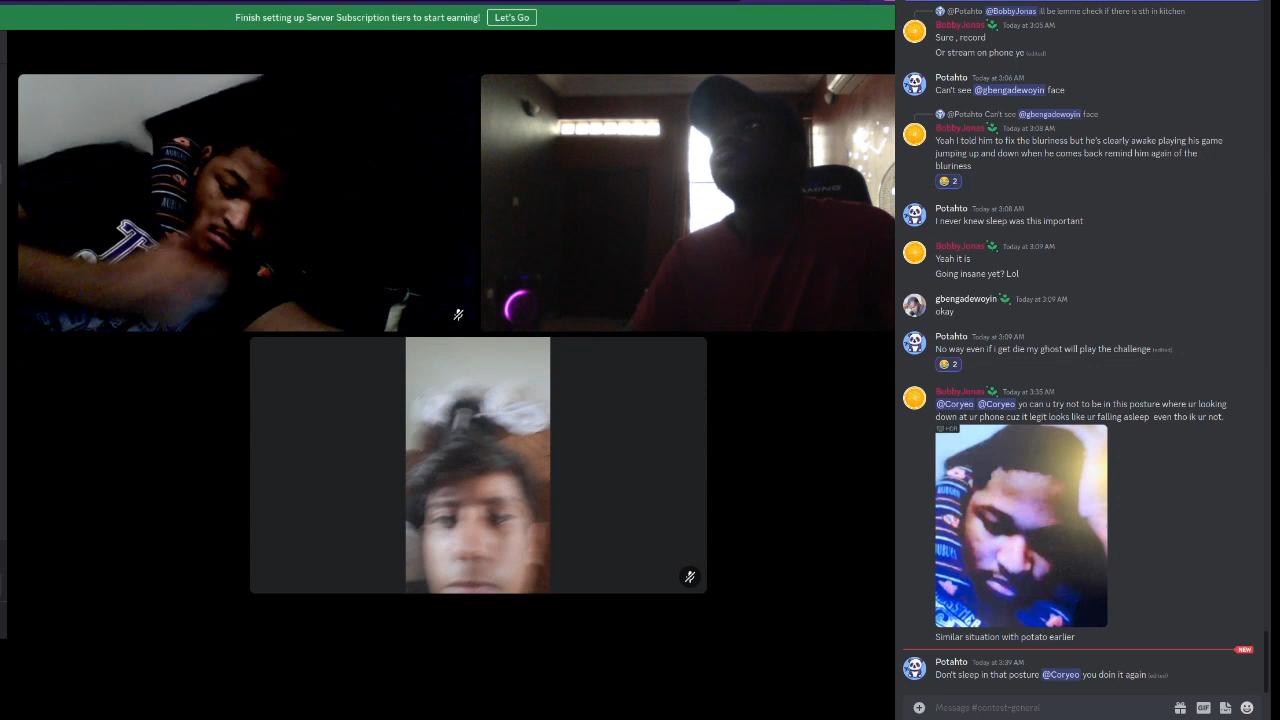 Finish setting up Server Subscription tiers to start earning! Let's Go
@Potahto @BobbyJonas ill be lemme check if there is sth in kitchen
BobbyJonas Today at 3:05 AM
Sure , record
Or stream on phone ye (edited)
Potahto Today at 3:06 AM
Can't see @gbengadewoyin face
@Potahto Can't see @gbengadewoyin face
BobbyJonas Today at 3:08 AM
Yeah I told him to fix the bluriness but he's clearly awake playing his game
jumping up and down when he comes back remind him again of the
bluriness
2
Potahto Today at 3:08 AM
I never knew sleep was this important
BobbyJonas Today at 3:09 AM
Yeah it is
Going insane yet? Lol
gbengadewoyin Today at 3:09 AM
okay
Potahto Today at 3:09 AM
No way even if i get die my ghost will play the challenge (edited)
2
BobbyJonas Today at 3:35 AM
@Coryeo @Coryeo yo can u try not to be in this posture where ur looking
down at ur phone cuz it legit looks like ur falling asleep even tho ik ur not.
HDR
Similar situation with potato earlier
NEW
Potahto Today at 3:39 AM
Don't sleep in that posture @Coryeo you doin it again (edited)
Message #contest-general
GIF